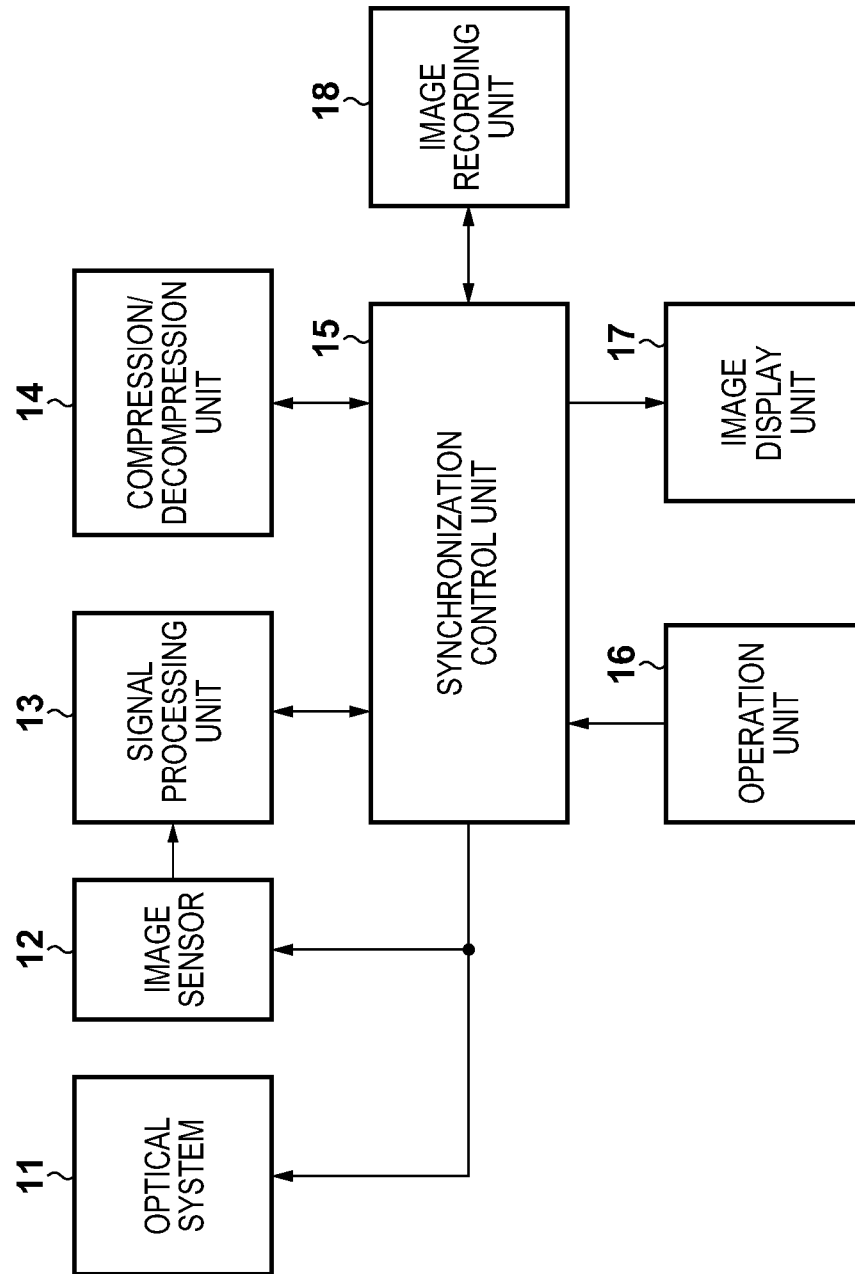 11
OPTICAL
SYSTEM
12
IMAGE
SENSOR
13
SIGNAL
PROCESSING
UNIT
14
COMPRESSION/
DECOMPRESSION
UNIT
15
SYNCHRONIZATION
CONTROL UNIT
18
IMAGE
RECORDING
UNIT
16
OPERATION
UNIT
17
IMAGE
DISPLAY
UNIT